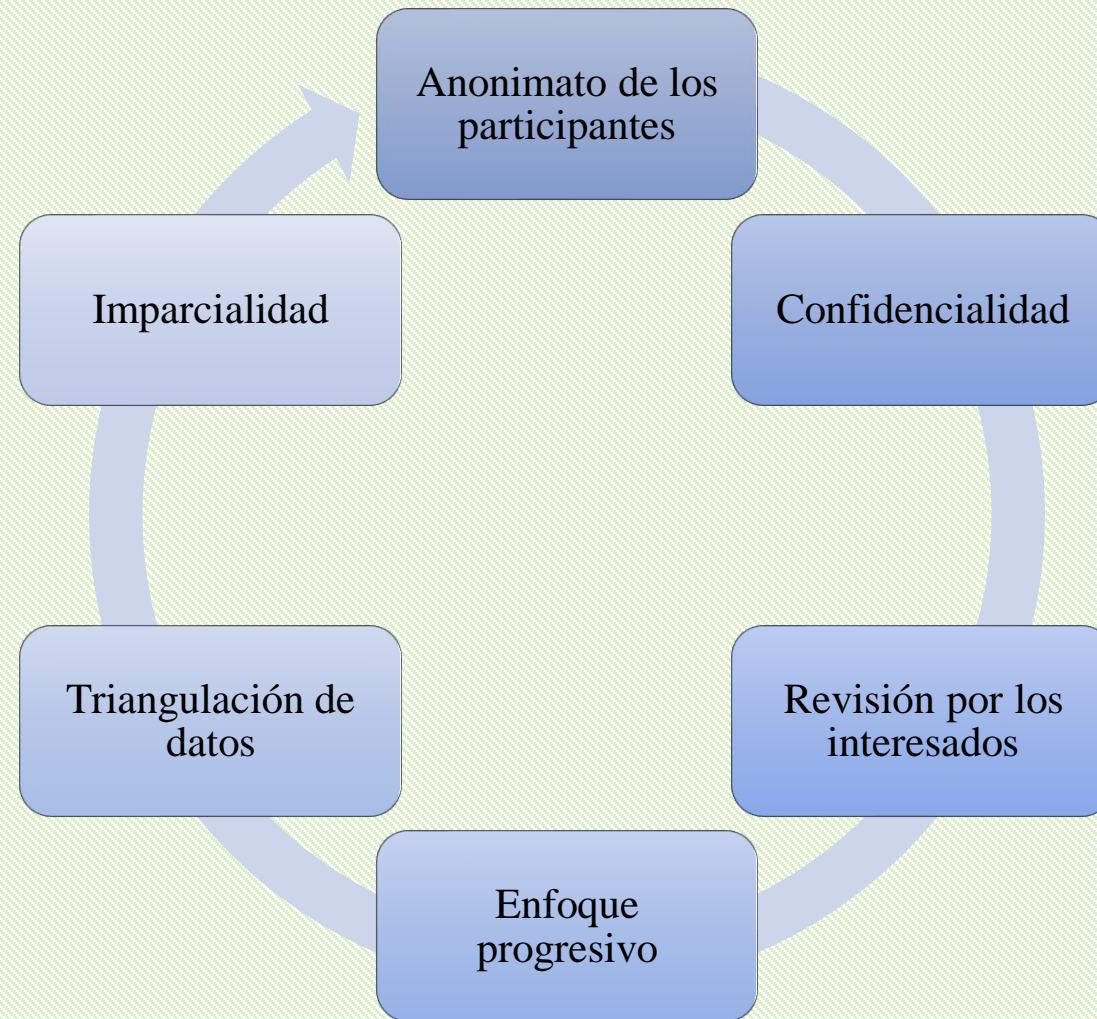 Anonimato de los
participantes
Confidencialidad
Revisión por los
interesados
Enfoque
progresivo
Triangulación de
datos
Imparcialidad